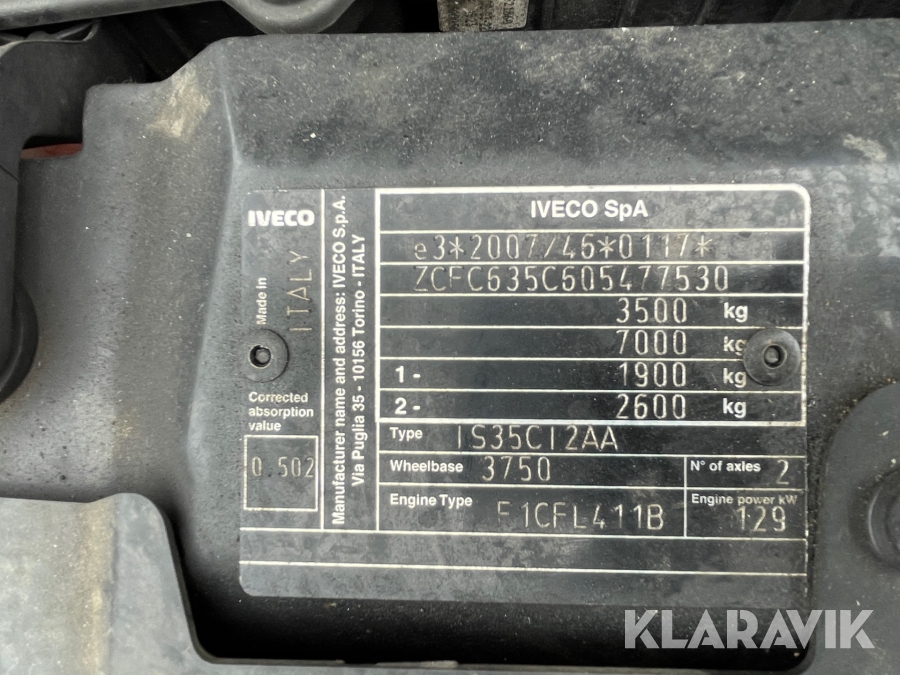 IVECO
Made in
ITALY
Corrected
absorption
value
0.502
Manufacturer name and address: IVECO S.p.A.
Via Puglia 35 - 10156 Torino - ITALY
IVECO SpA
e3*2007/46*0117*
ZCFC635C605477530
3500 kg
7000 kg
1- 1900 kg
2- 2600 kg
Type IS35CI2AA
Wheelbase 3750
N° of axles 2
Engine Type F1CFL411B
Engine power kW
129
KLARAVIK